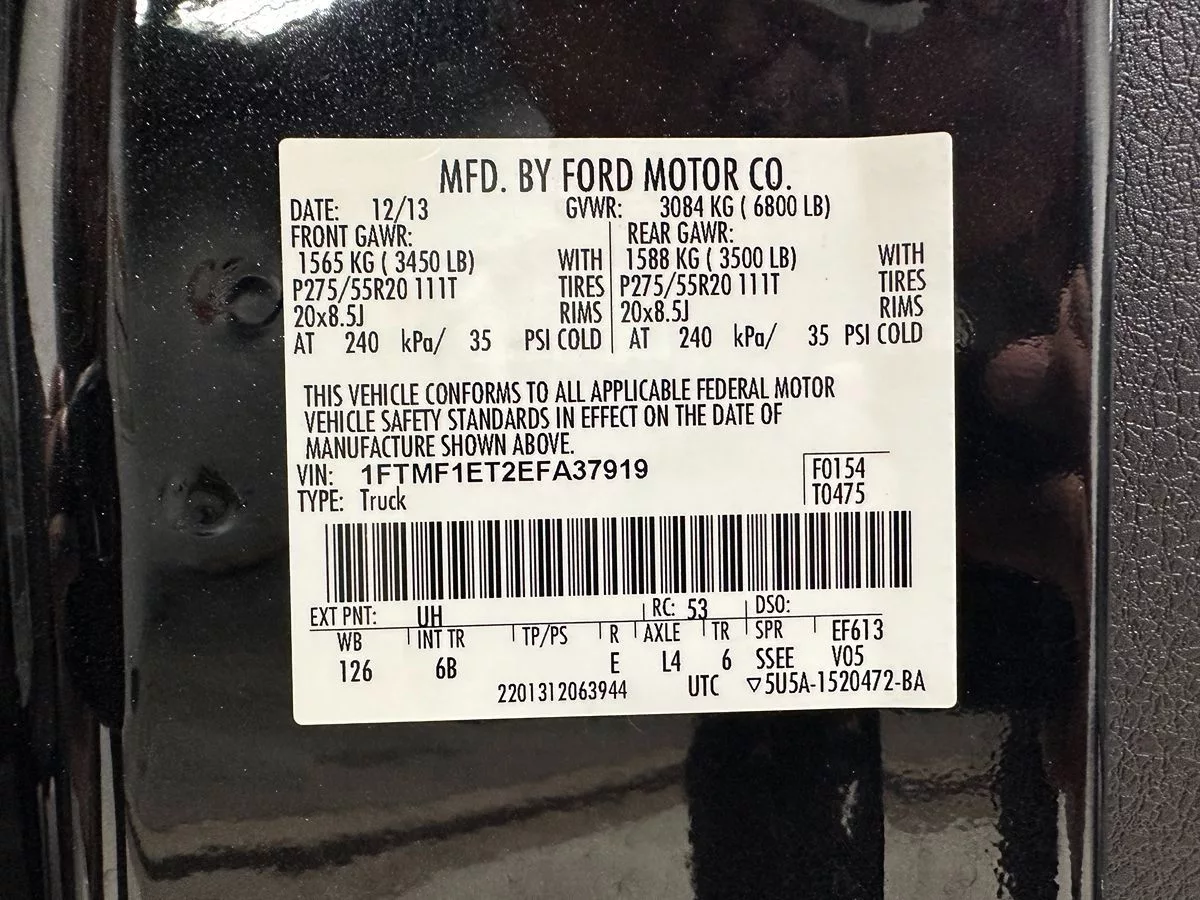 MFD. BY FORD MOTOR CO.
DATE: 12/13 GVWR: 3084 KG ( 6800 LB)
FRONT GAWR: REAR GAWR:
1565 KG ( 3450 LB) WITH 1588 KG ( 3500 LB) WITH
P275/55R20 111T TIRES P275/55R20 111T TIRES
20x8.5J RIMS 20x8.5J RIMS
AT 240 kPa/ 35 PSI COLD AT 240 kPa/ 35 PSI COLD
THIS VEHICLE CONFORMS TO ALL APPLICABLE FEDERAL MOTOR
VEHICLE SAFETY STANDARDS IN EFFECT ON THE DATE OF
MANUFACTURE SHOWN ABOVE.
VIN: 1FTMF1ET2EFA37919 F0154
TYPE: Truck T0475
EXT PNT: UH RC: 53 DSO:
WB INT TR TP/PS R AXLE TR SPR EF613
126 6B E L4 6 SSEE V05
2201312063944 UTC ▽5U5A-1520472-BA